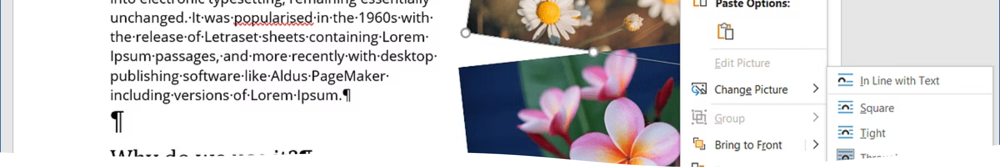 into electronic typesetting, remaining essentially
unchanged. It was popularised in the 1960s with
the release of Letraset sheets containing Lorem
Ipsum passages, and more recently with desktop
publishing software like Aldus PageMaker
including versions of Lorem Ipsum.¶
¶
Why do we use it?¶
Paste Options:
Edit Picture
Change Picture
Group
Bring to Front
In Line with Text
Square
Tight